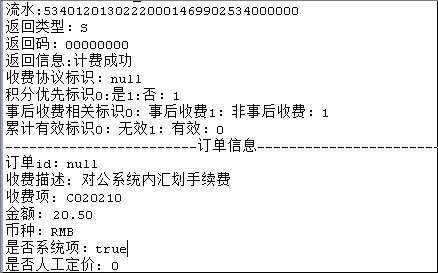 流水:53401201302220001469902534000000
返回类型: S
返回码: 00000000
返回信息:计费成功
收费协议标识: null
积分优先标识0:是1:否: 1
事后收费相关标识0: 事后收费1: 非事后收费: 1
累计有效标识0: 无效1: 有效: 0
------------------------------订单信息------------------------------
订单id: null
收费描述: 对公系统内汇划手续费
收费项: CO20210
金额: 20.50
币种: RMB
是否系统项: true
是否人工定价: 0